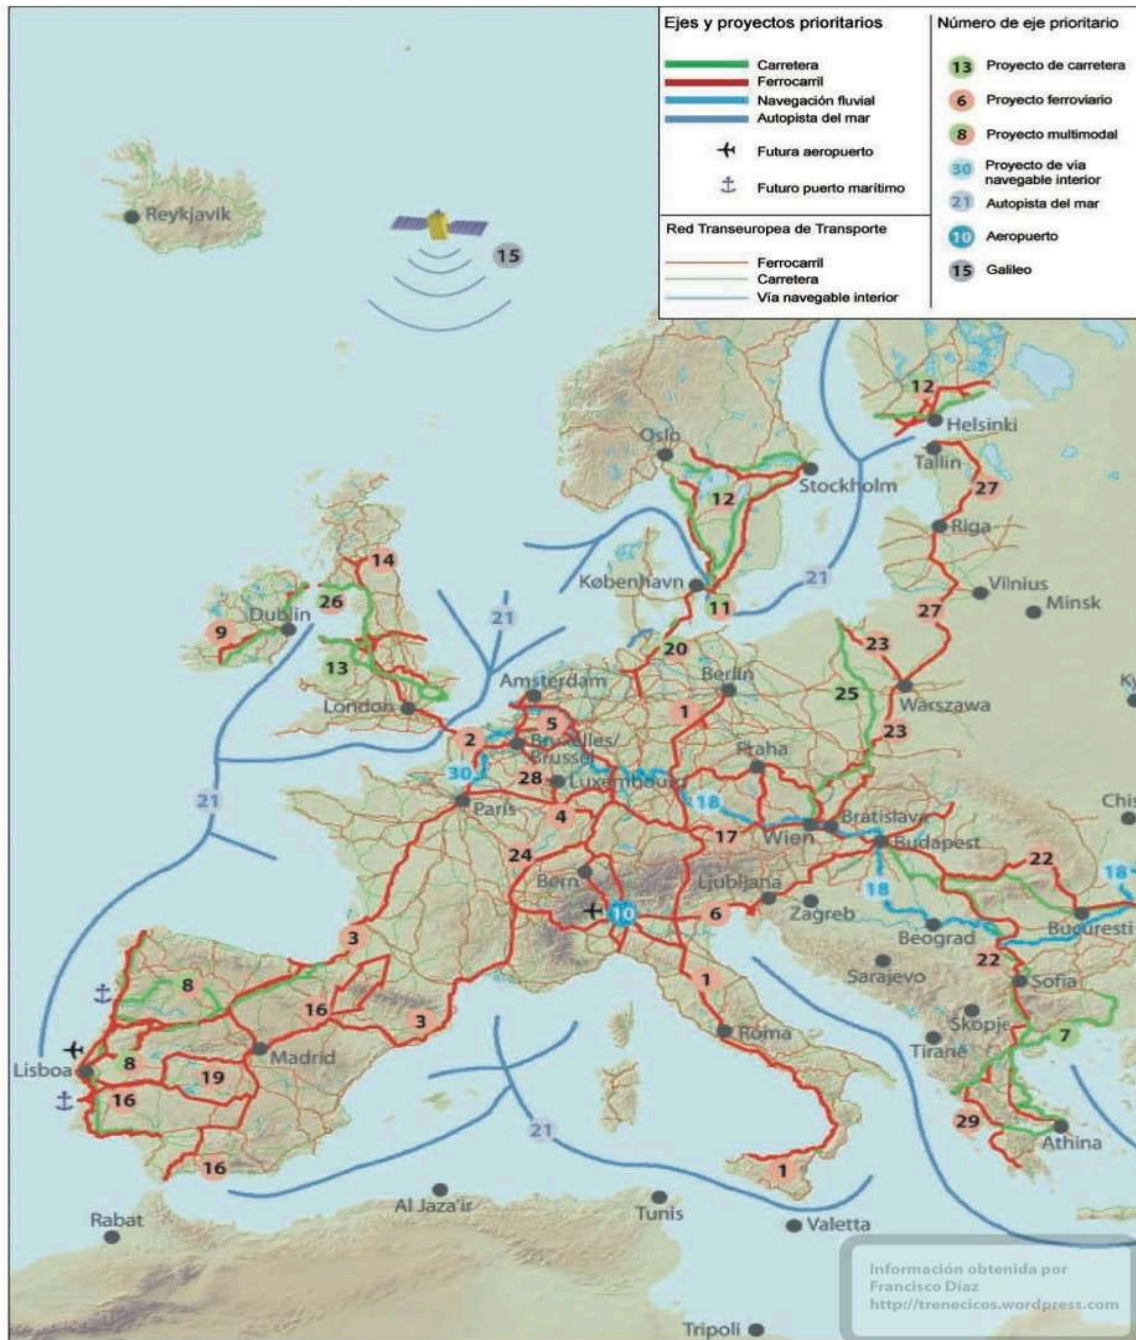 Ejes y proyectos prioritarios
Carretera
Ferrocarril
Navegación fluvial
Autopista del mar
Futura aeropuerto
Futuro puerto marítimo
Red Transeuropea de Transporte
Ferrocarril
Carretera
Vía navegable interior
Número de eje prioritario
13 Proyecto de carretera
6 Proyecto ferroviario
8 Proyecto multimodal
30 Proyecto de vía
navegable interior
21 Autopista del mar
10 Aeropuerto
15 Galileo
Reykjavík
15
12
Helsinki
Oslo
Tallin
Stockholm
12
27
Riga
14
København
21
Vilnius
26
11
Minsk
Dublin
21
27
9
20
23
13
Amsterdam
Berlin
25
Warszawa
London
5
1
2
Bruxelles/
Brussel
23
Praha
30
28
Luxembourg
21
París
18
4
Bratislava
17
Wien
Budapest
24
22
Bern
Ljubljana
18
18
10
6
Zagreb
București
3
Beograd
22
Sarajevo
8
1
Sofia
16
3
Skopje
Roma
7
Madrid
Tirane
Lisboa
8
19
16
29
21
Athina
16
1
Al Jaza'ir
Tunis
Rabat
Valetta
Información obtenida por
Francisco Díaz
http://trenecicos.wordpress.com
Tripoli